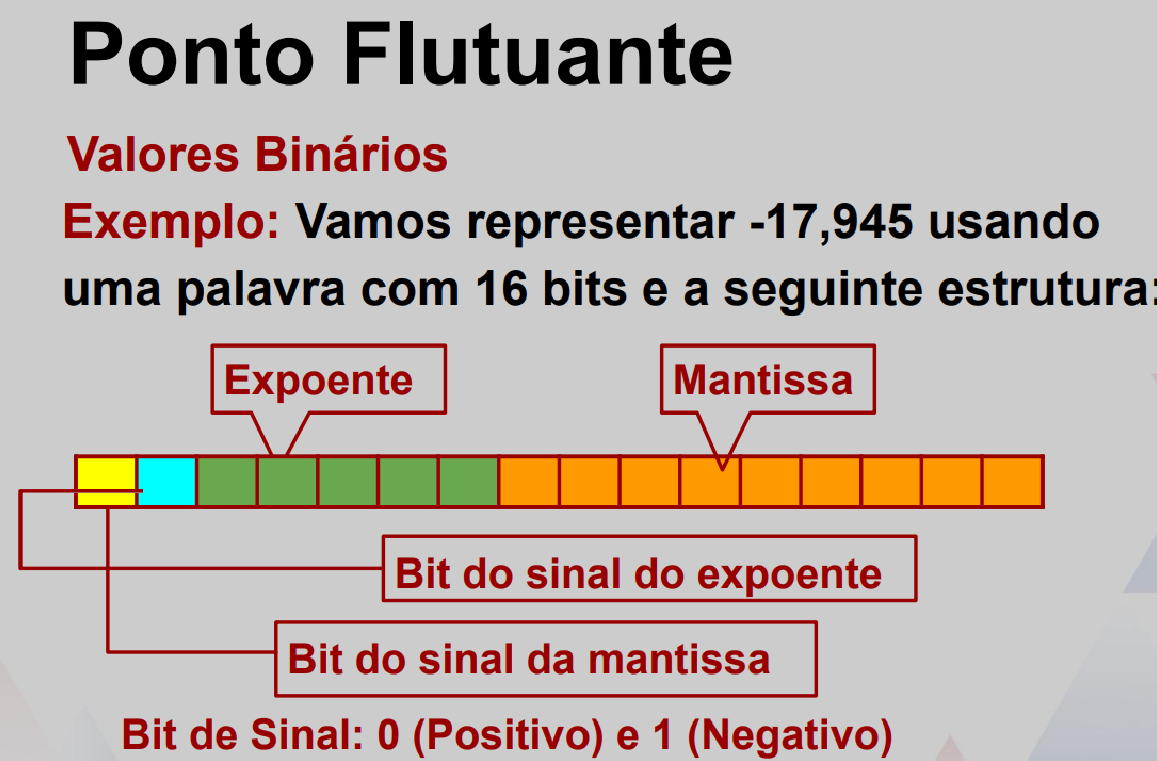 Ponto Flutuante
Valores Binários
Exemplo: Vamos representar -17,945 usando
uma palavra com 16 bits e a seguinte estrutura:
Expoente
Mantissa
Bit do sinal do expoente
Bit do sinal da mantissa
Bit de Sinal: 0 (Positivo) e 1 (Negativo)